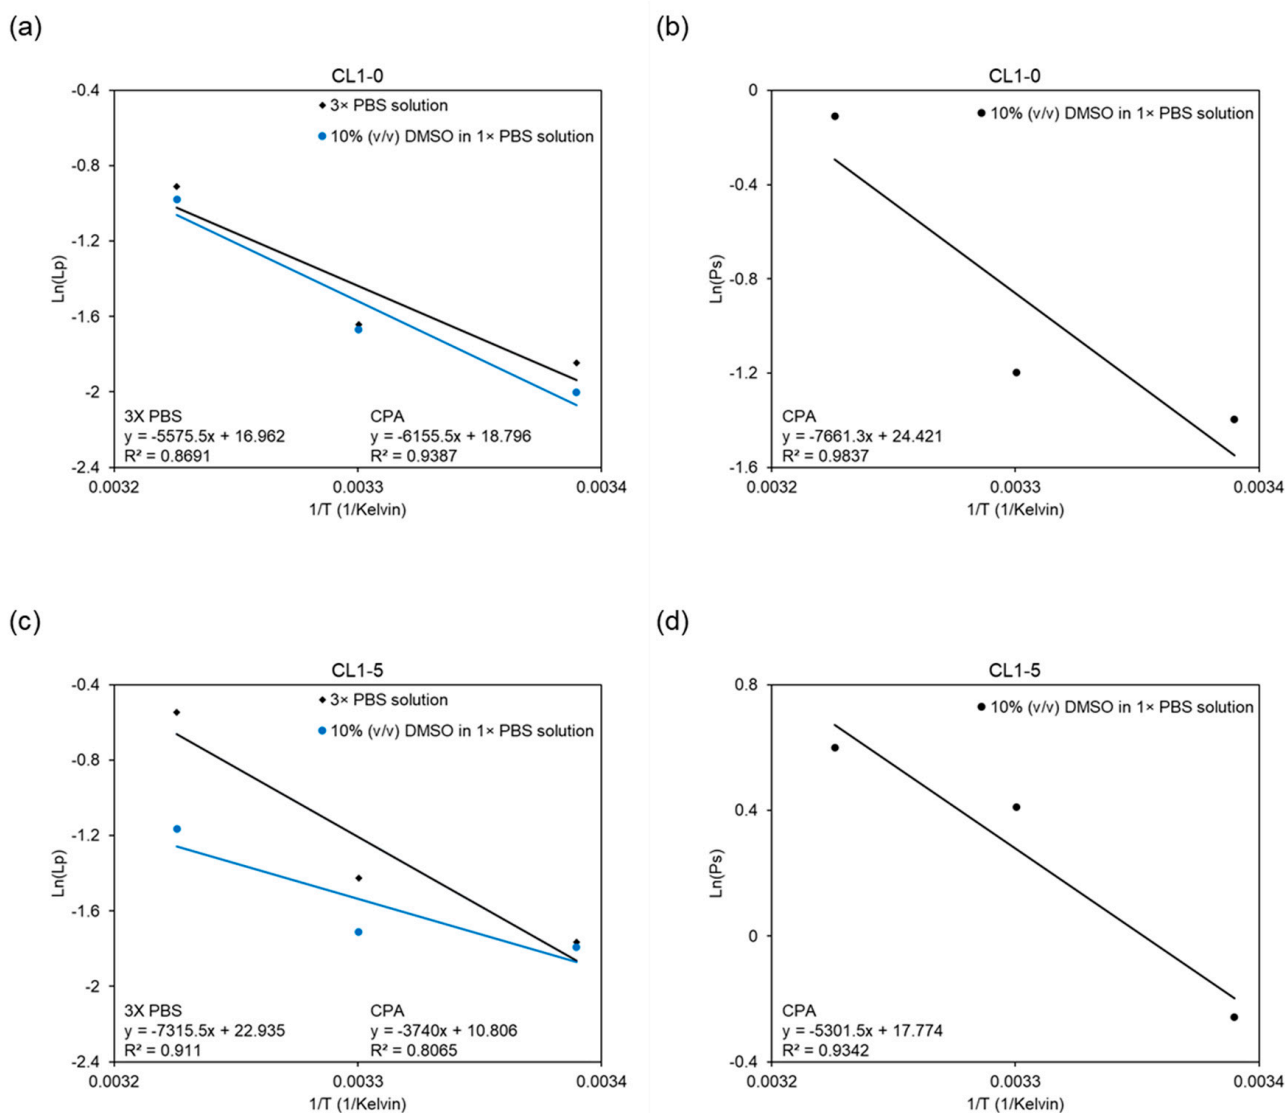 (a)
CL1-0
-0.4
-0.8
-1.2
-1.6
-2
-2.4
Ln(Lp)
3× PBS solution
10% (v/v) DMSO in 1× PBS solution
3X PBS
y = -5575.5x + 16.962
R² = 0.8691
CPA
y = -6155.5x + 18.796
R² = 0.9387
0.0032
0.0033
0.0034
1/T (1/Kelvin)
(b)
CL1-0
0
-0.4
-0.8
-1.2
-1.6
Ln(Ps)
10% (v/v) DMSO in 1× PBS solution
CPA
y = -7661.3x + 24.421
R² = 0.9837
0.0032
0.0033
0.0034
1/T (1/Kelvin)
(c)
CL1-5
-0.4
-0.8
-1.2
-1.6
-2
-2.4
Ln(Lp)
3× PBS solution
10% (v/v) DMSO in 1× PBS solution
3X PBS
y = -7315.5x + 22.935
R² = 0.911
CPA
y = -3740x + 10.806
R² = 0.8065
0.0032
0.0033
0.0034
1/T (1/Kelvin)
(d)
CL1-5
0.8
0.4
0
-0.4
Ln(Ps)
10% (v/v) DMSO in 1× PBS solution
CPA
y = -5301.5x + 17.774
R² = 0.9342
0.0032
0.0033
0.0034
1/T (1/Kelvin)